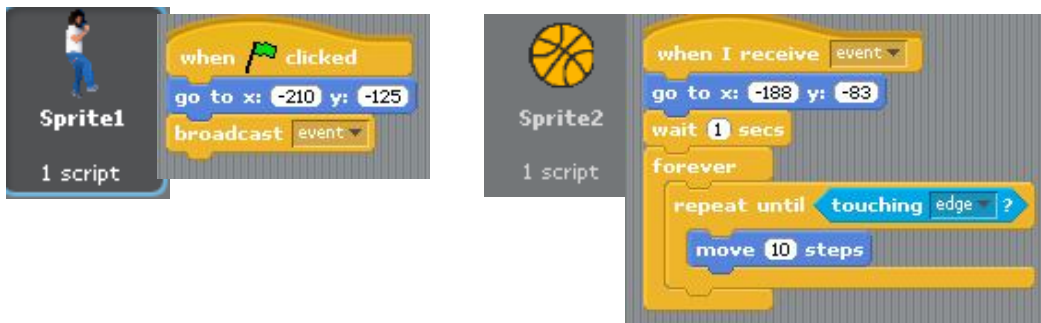 Sprite1
1 script
when clicked
go to x: -210 y: -125
broadcast event
Sprite2
1 script
when I receive event
go to x: -188 y: -83
wait 1 secs
forever
repeat until touching edge ?
move 10 steps